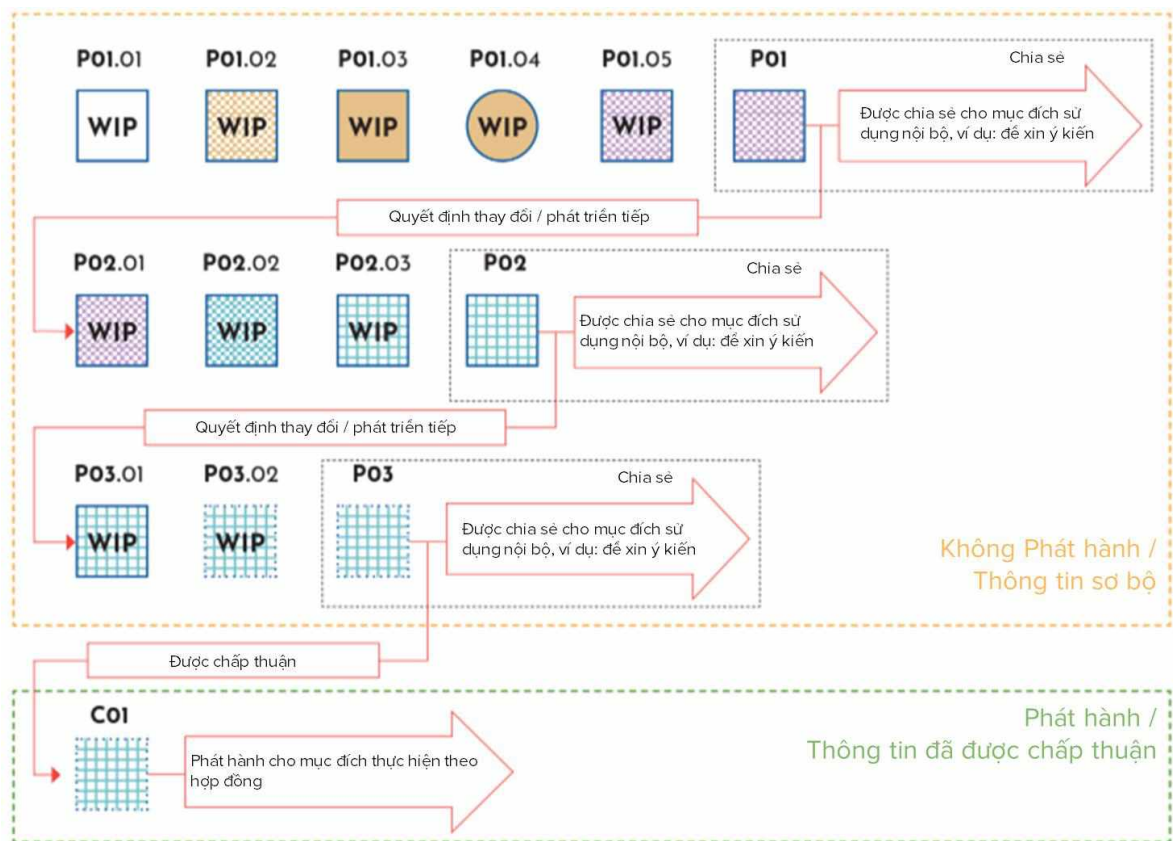 P01.01 P01.02 P01.03 P01.04 P01.05 P01 Chia sẻ
WIP WIP WIP WIP WIP
Được chia sẻ cho mục đích sử
dụng nội bộ, ví dụ: để xin ý kiến
Quyết định thay đổi / phát triển tiếp
P02.01 P02.02 P02.03 P02 Chia sẻ
WIP WIP WIP
Được chia sẻ cho mục đích sử
dụng nội bộ, ví dụ: để xin ý kiến
Quyết định thay đổi / phát triển tiếp
P03.01 P03.02 P03 Chia sẻ
WIP WIP
Được chia sẻ cho mục đích sử
dụng nội bộ, ví dụ: để xin ý kiến
Không Phát hành /
Thông tin sơ bộ
Được chấp thuận
C01
Phát hành cho mục đích thực hiện theo
hợp đồng
Phát hành /
Thông tin đã được chấp thuận